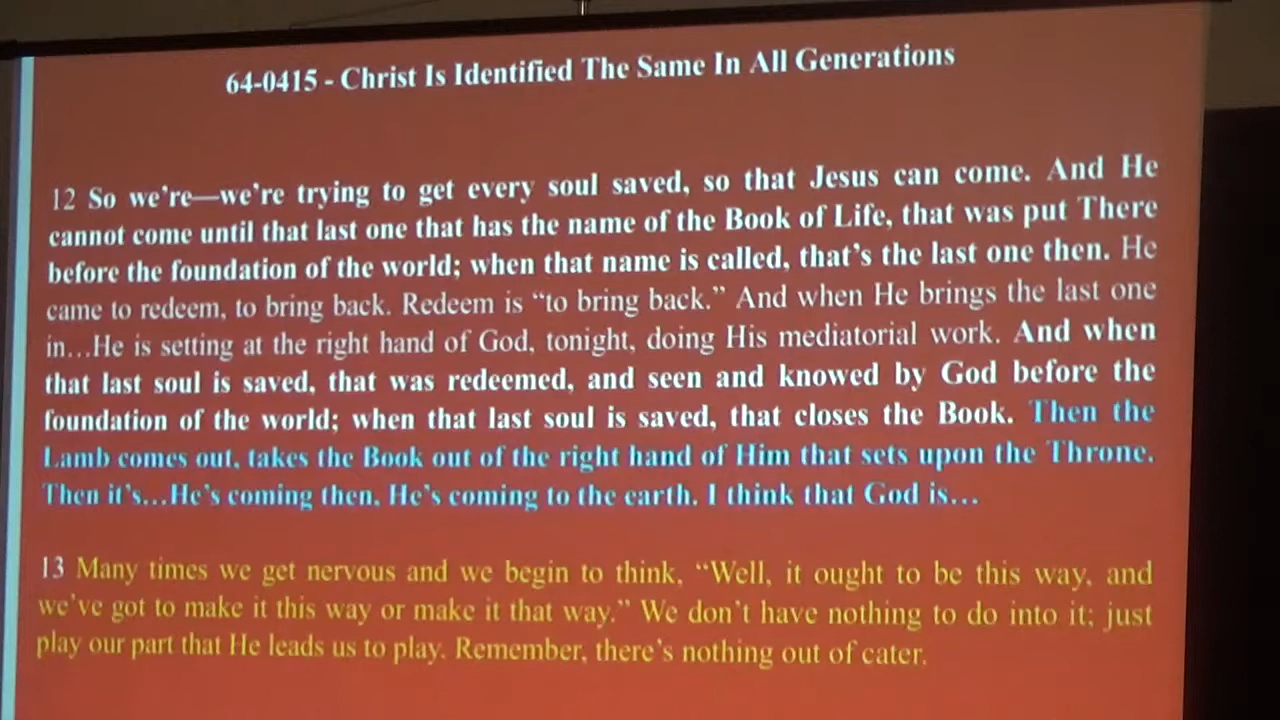 64-0415 - Christ Is Identified The Same In All Generations
12 So we're—we're trying to get every soul saved, so that Jesus can come. And He
cannot come until that last one that has the name of the Book of Life, that was put There
before the foundation of the world; when that name is called, that's the last one then. He
came to redeem, to bring back. Redeem is “to bring back.” And when He brings the last one
in…He is setting at the right hand of God, tonight, doing His mediatorial work. And when
that last soul is saved, that was redeemed, and seen and knowed by God before the
foundation of the world; when that last soul is saved, that closes the Book. Then the
Lamb comes out, takes the Book out of the right hand of Him that sets upon the Throne.
Then it's…He's coming then. He's coming to the earth. I think that God is…
13 Many times we get nervous and we begin to think, “Well, it ought to be this way, and
we've got to make it this way or make it that way.” We don't have nothing to do into it; just
play our part that He leads us to play. Remember, there's nothing out of cater.